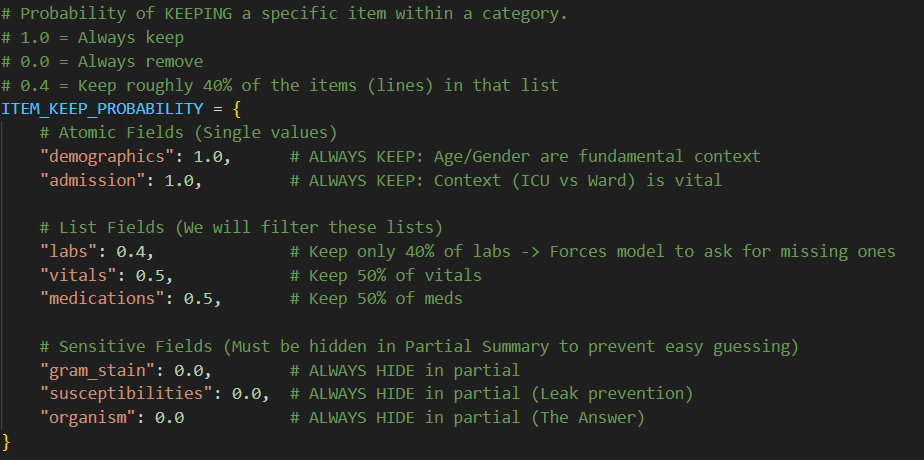 # Probability of KEEPING a specific item within a category.
# 1.0 = Always keep
# 0.0 = Always remove
# 0.4 = Keep roughly 40% of the items (lines) in that list
ITEM_KEEP_PROBABILITY = {
    # Atomic Fields (Single values)
    "demographics": 1.0,      # ALWAYS KEEP: Age/Gender are fundamental context
    "admission": 1.0,         # ALWAYS KEEP: Context (ICU vs Ward) is vital

    # List Fields (We will filter these lists)
    "labs": 0.4,              # Keep only 40% of labs -> Forces model to ask for missing ones
    "vitals": 0.5,            # Keep 50% of vitals
    "medications": 0.5,       # Keep 50% of meds

    # Sensitive Fields (Must be hidden in Partial Summary to prevent easy guessing)
    "gram_stain": 0.0,        # ALWAYS HIDE in partial
    "susceptibilities": 0.0,  # ALWAYS HIDE in partial (Leak prevention)
    "organism": 0.0           # ALWAYS HIDE in partial (The Answer)
}